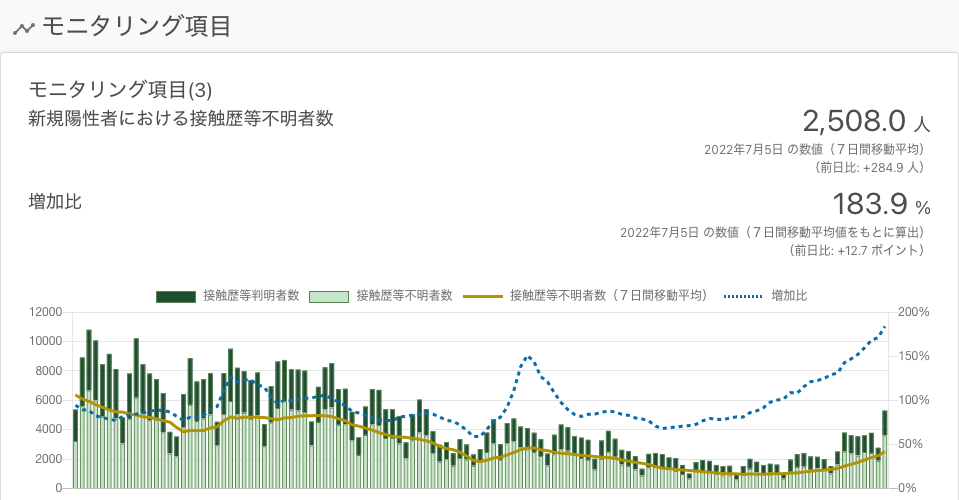 モニタリング項目
モニタリング項目(3)
新規陽性者における接触歴等不明者数
2,508.0 人
2022年7月5日 の数値（７日間移動平均）
（前日比: +284.9 人）
増加比
183.9 %
2022年7月5日 の数値（７日間移動平均値をもとに算出）
（前日比: +12.7 ポイント）
接触歴等判明者数 接触歴等不明者数 接触歴等不明者数（７日間移動平均） 増加比
12000 200%
10000
8000 150%
6000 100%
4000
2000 50%
0 0%